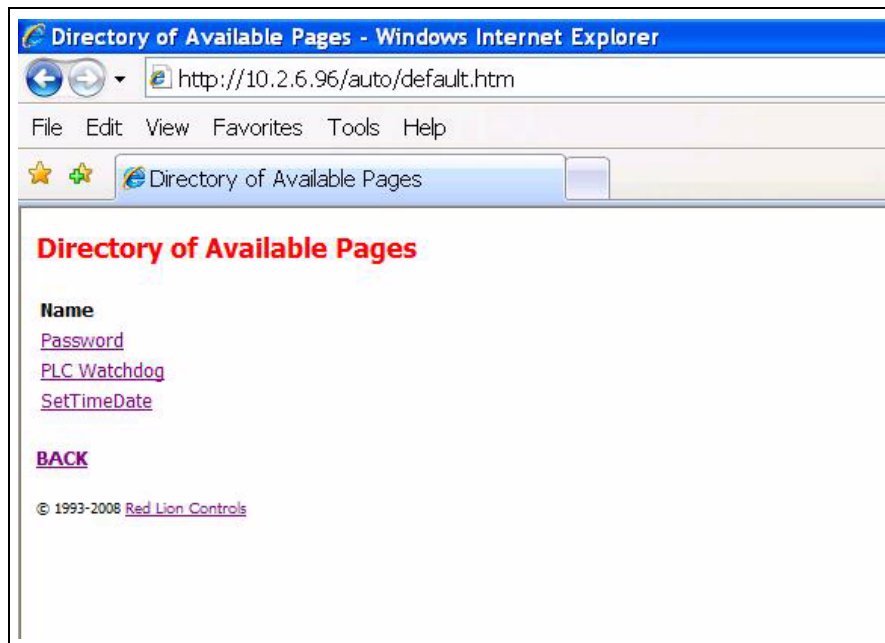 Directory of Available Pages - Windows Internet Explorer
http://10.2.6.96/auto/default.htm
File Edit View Favorites Tools Help
Directory of Available Pages
Directory of Available Pages
Name
Password
PLC Watchdog
SetTimeDate
BACK
© 1993-2008 Red Lion Controls